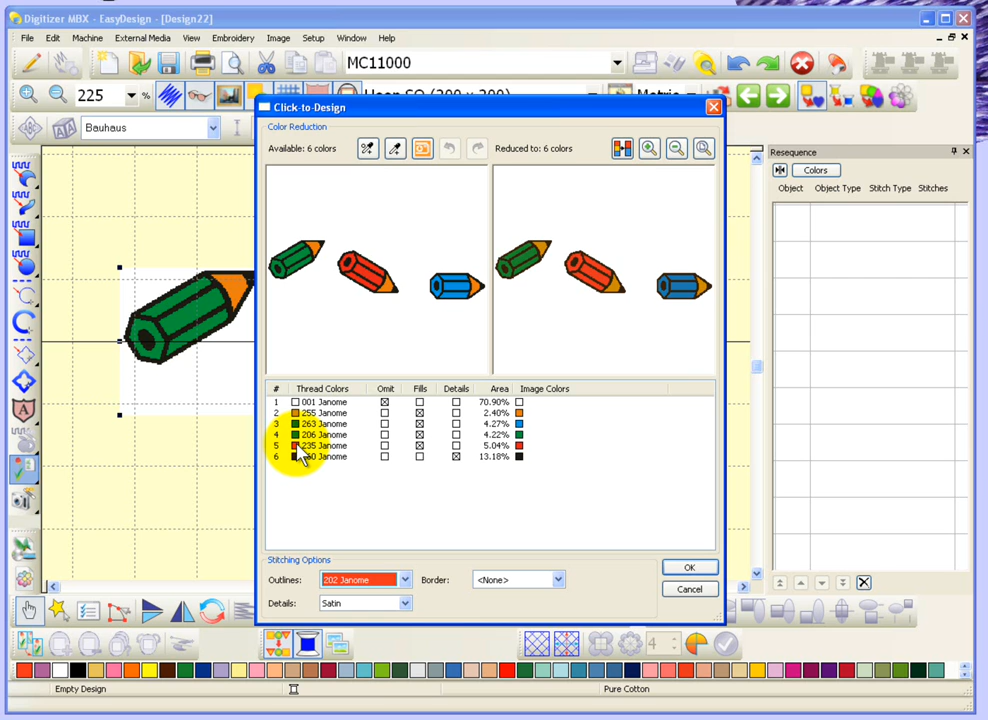 Digitizer MBX - EasyDesign - [Design22]
File Edit Machine External Media View Embroidery Image Setup Window Help
MC11000
225 %
Bauhaus
Click-to-Design
Color Reduction
Available: 6 colors
Reduced to: 6 colors
# Thread Colors Omit Fills Details Area Image Colors
1 001 Janome 70.90%
2 255 Janome 2.40%
3 263 Janome 4.27%
4 206 Janome 4.22%
5 235 Janome 5.04%
6 Janome 13.18%
Stitching Options
Outlines: 202 Janome Border: <None>
Details: Satin
OK
Cancel
Resequence
Colors
Object Object Type Stitch Type Stitches
4
Empty Design
Pure Cotton